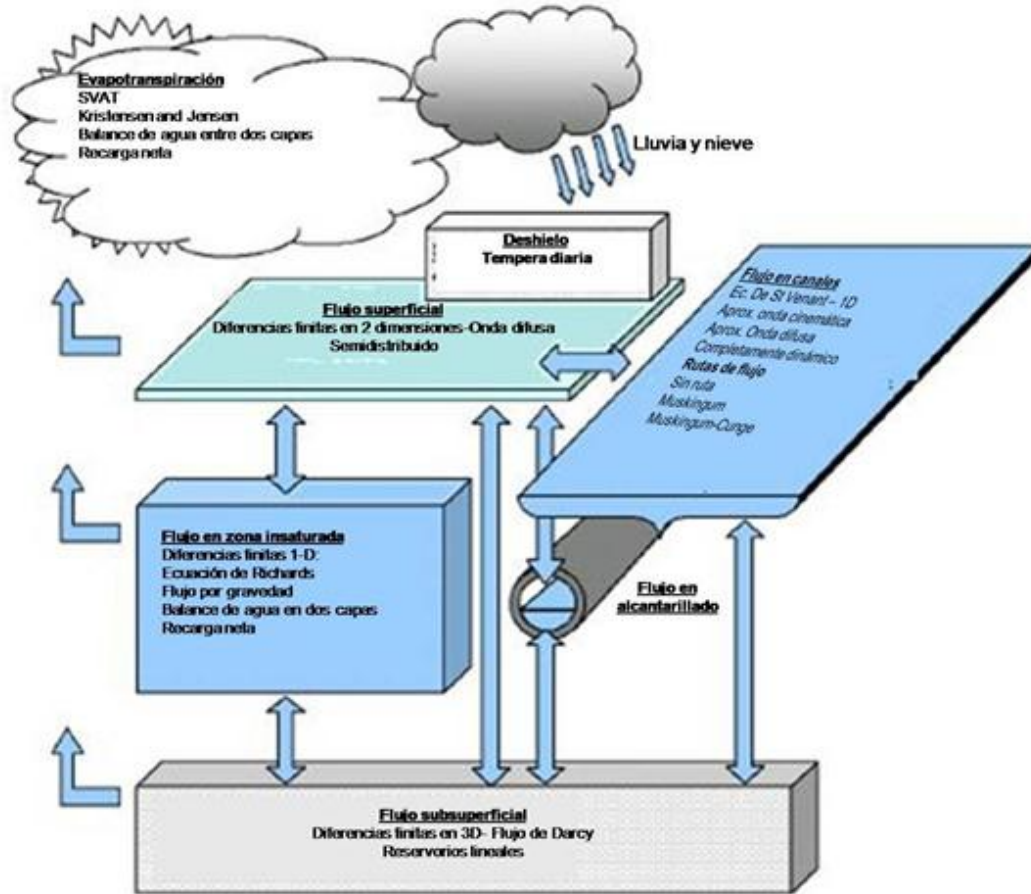 Evapotranspiración
SVAT
Kristensen and Jensen
Balance de agua entre dos capas
Recarga neta
Lluvia y nieve
Deshielo
Tempera diaria
Flujo superficial
Diferencias finitas en 2 dimensiones-Onda difusa
Semidistribuido
Flujo en canales
Ec. De St Venant – 1D
Aprox. onda cinemática
Aprox. Onda difusa
Completamente dinámico
Rutas de flujo
Sin ruta
Muskingum
Muskingum-Cunge
Flujo en zona insaturada
Diferencias finitas 1-D:
Ecuación de Richards
Flujo por gravedad
Balance de agua en dos capas
Recarga neta
Flujo en
alcantarillado
Flujo subsuperficial
Diferencias finitas en 3D- Flujo de Darcy
Reservorios lineales